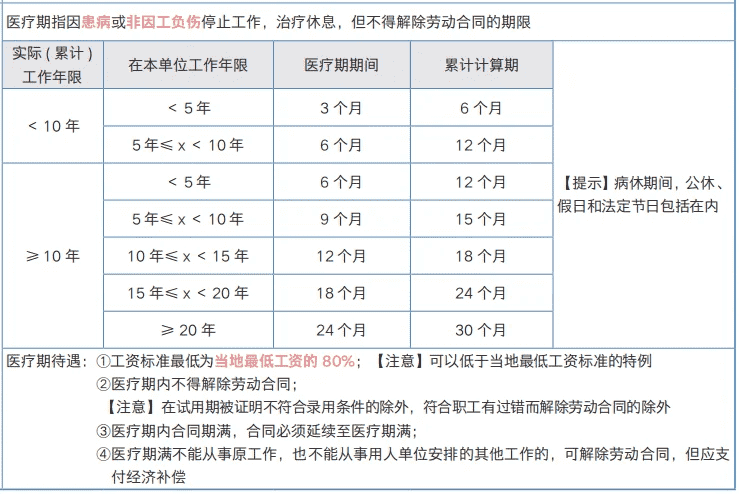 医疗期指因患病或非因工负伤停止工作，治疗休息，但不得解除劳动合同的期限
实际（累计）工作年限 在本单位工作年限 医疗期期间 累计计算期
< 10 年 < 5 年 3 个月 6 个月
5 年≤ x < 10 年 6 个月 12 个月
≥ 10 年 < 5 年 6 个月 12 个月
5 年≤ x < 10 年 9 个月 15 个月
10 年≤ x < 15 年 12 个月 18 个月
15 年≤ x < 20 年 18 个月 24 个月
≥ 20 年 24 个月 30 个月
【提示】病休期间，公休、
假日和法定节日包括在内
医疗期待遇：①工资标准最低为当地最低工资的 80%；【注意】可以低于当地最低工资标准的特例
②医疗期内不得解除劳动合同；
【注意】在试用期被证明不符合录用条件的除外，符合职工有过错而解除劳动合同的除外
③医疗期内合同期满，合同必须延续至医疗期满；
④医疗期满不能从事原工作，也不能从事用人单位安排的其他工作的，可解除劳动合同，但应支
付经济补偿